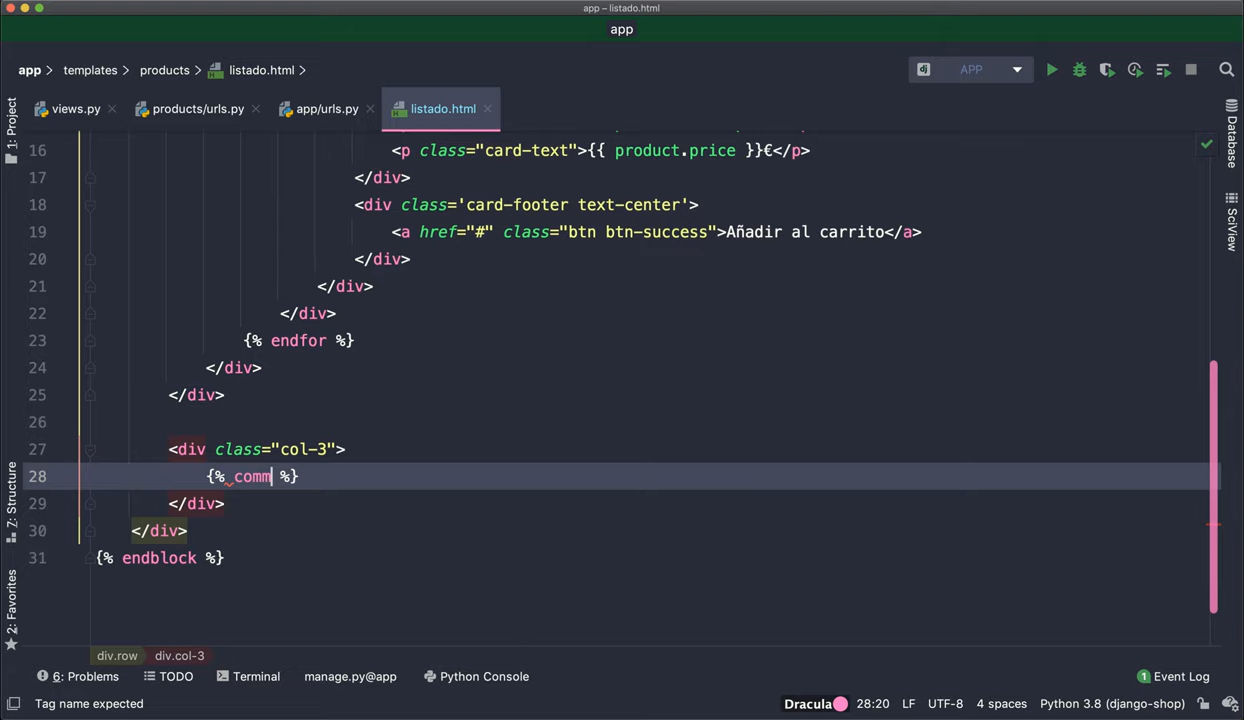 app – listado.html
app
app templates products listado.html
APP
views.py products/urls.py app/urls.py listado.html
1: Project
7: Structure
2: Favorites
Database
SciView
16 <p class="card-text">{{ product.price }}€</p>
17 </div>
18 <div class='card-footer text-center'>
19 <a href="#" class="btn btn-success">Añadir al carrito</a>
20 </div>
21 </div>
22 </div>
23 {% endfor %}
24 </div>
25 </div>
26
27 <div class="col-3">
28 {% comm %}
29 </div>
30 </div>
31 {% endblock %}
div.row div.col-3
6: Problems TODO Terminal manage.py@app Python Console 1 Event Log
Tag name expected Dracula 28:20 LF UTF-8 4 spaces Python 3.8 (django-shop)